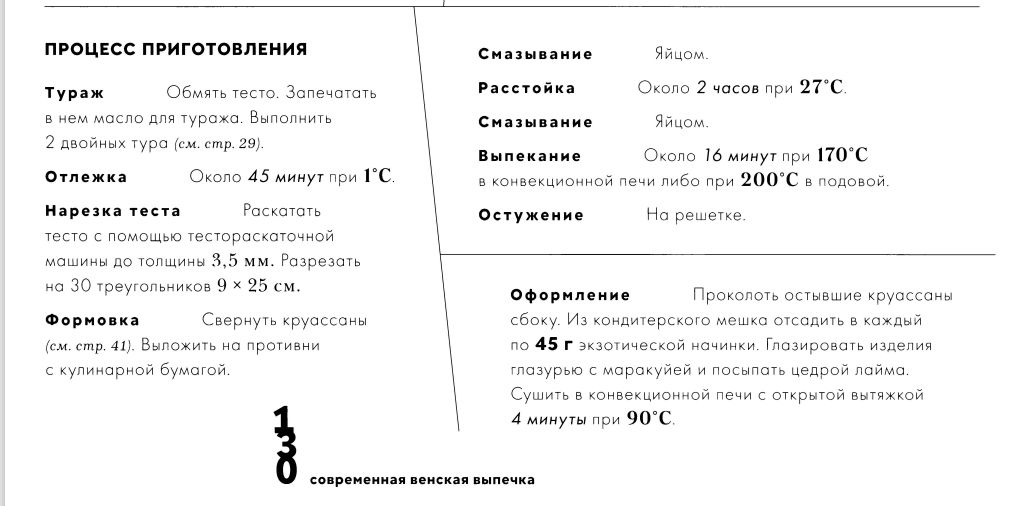 ПРОЦЕСС ПРИГОТОВЛЕНИЯ
Тураж Обмять тесто. Запечатать
в нем масло для туража. Выполнить
2 двойных тура (см. стр. 29).
Отлежка Около 45 минут при 1°С.
Нарезка теста Раскатать
тесто с помощью тестораскаточной
машины до толщины 3,5 мм. Разрезать
на 30 треугольников 9 × 25 см.
Формовка Свернуть круассаны
(см. стр. 41). Выложить на противни
с кулинарной бумагой.
Смазывание Яйцом.
Расстойка Около 2 часов при 27°С.
Смазывание Яйцом.
Выпекание Около 16 минут при 170°С
в конвекционной печи либо при 200°С в подовой.
Остужение На решетке.
Оформление Проколоть остывшие круассаны
сбоку. Из кондитерского мешка отсадить в каждый
по 45 г экзотической начинки. Глазировать изделия
глазурью с маракуйей и посыпать цедрой лайма.
Сушить в конвекционной печи с открытой вытяжкой
4 минуты при 90°С.
130
современная венская выпечка